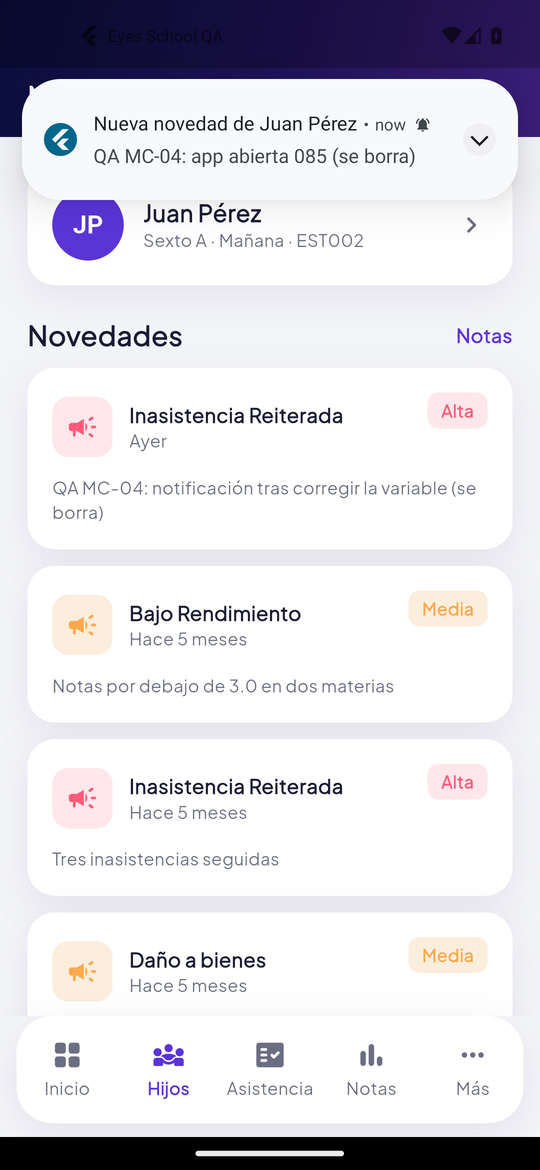 Eyes School QA
Nueva novedad de Juan Pérez • now
QA MC-04: app abierta 085 (se borra)
JP
Juan Pérez
Sexto A · Mañana · EST002
Novedades
Notas
Inasistencia Reiterada
Alta
Ayer
QA MC-04: notificación tras corregir la variable (se
borra)
Bajo Rendimiento
Media
Hace 5 meses
Notas por debajo de 3.0 en dos materias
Inasistencia Reiterada
Alta
Hace 5 meses
Tres inasistencias seguidas
Daño a bienes
Media
Hace 5 meses
Inicio
Hijos
Asistencia
Notas
Más